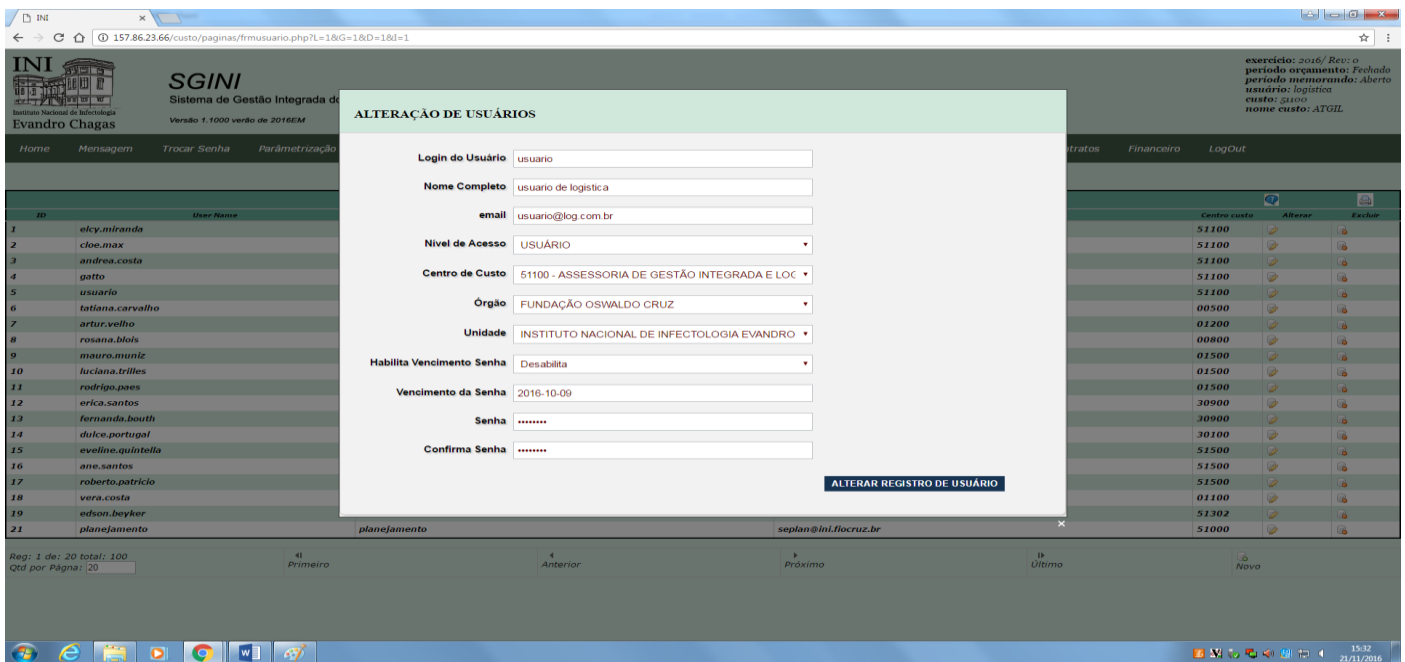 INI
157.86.23.66/custo/paginas/frmusuario.php?L=1&G=1&D=1&I=1
INI
Instituto Nacional de Infectologia
Evandro Chagas
SGINI
Sistema de Gestão Integrada do
Versão 1.1000 verão de 2016EM
exercício: 2016/ Rev: 0
período orçamento: Fechado
período memorando: Aberto
usuário: logistica
custo: 51100
nome custo: ATGIL
Home Mensagem Trocar Senha Parâmetrização tratos Financeiro LogOut
ALTERAÇÃO DE USUÁRIOS
Login do Usuário usuario
Nome Completo usuario de logistica
email usuario@log.com.br
Nivel de Acesso USUÁRIO
Centro de Custo 51100 - ASSESSORIA DE GESTÃO INTEGRADA E LOG
Órgão FUNDAÇÃO OSWALDO CRUZ
Unidade INSTITUTO NACIONAL DE INFECTOLOGIA EVANDRO
Habilita Vencimento Senha Desabilita
Vencimento da Senha 2016-10-09
Senha ••••••••
Confirma Senha ••••••••
ALTERAR REGISTRO DE USUÁRIO
ID User Name Centro custo Alterar Excluir
1 elcy.miranda 51100
2 cloe.max 51100
3 andrea.costa 51100
4 gatto 51100
5 usuario 51100
6 tatiana.carvalho 00500
7 artur.velho 01200
8 rosana.blois 00800
9 mauro.muniz 01500
10 luciana.trilles 01500
11 rodrigo.paes 01500
12 erica.santos 30900
13 fernanda.bouth 30900
14 dulce.portugal 30100
15 eveline.quintella 51500
16 ane.santos 51500
17 roberto.patricio 51500
18 vera.costa 01100
19 edson.beyker 51302
21 planejamento planejamento seplan@ini.fiocruz.br 51000
Reg: 1 de: 20 total: 100
Qtd por Págna: 20
Primeiro Anterior Próximo Último Novo
15:32
21/11/2016